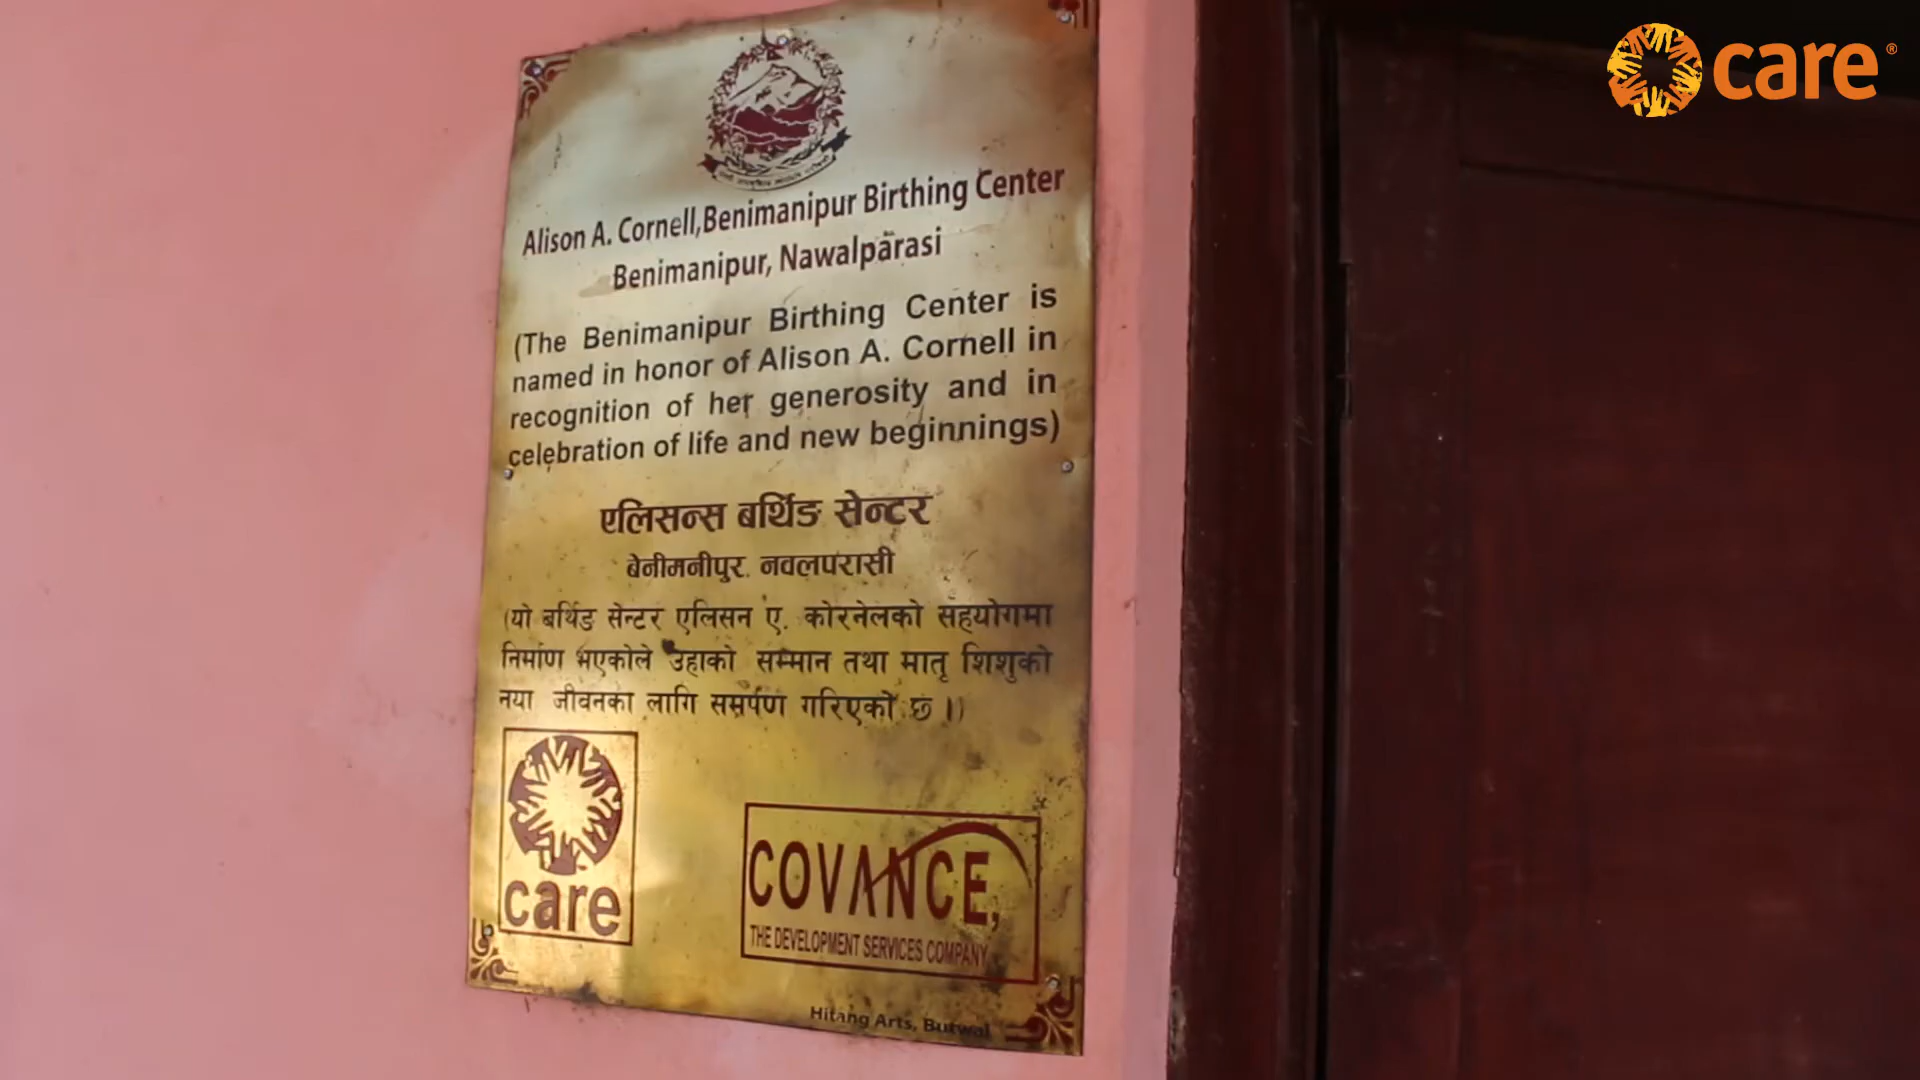 care®
Alison A. Cornell,Benimanipur Birthing Center
Benimanipur, Nawalparasi
(The Benimanipur Birthing Center is
named in honor of Alison A. Cornell in
recognition of her generosity and in
celebration of life and new beginnings)
एलिसन्स बर्थिङ सेन्टर
बेनीमनीपुर, नवलपरासी
(यो बर्थिङ सेन्टर एलिसन ए. कोरनेलको सहयोगमा
निर्माण भएकोले उहाको सम्मान तथा मातृ शिशुको
नया जीवनका लागि समर्पण गरिएको छ ।)
care
COVANCE
THE DEVELOPMENT SERVICES COMPANY
Hitang Arts, Butwal